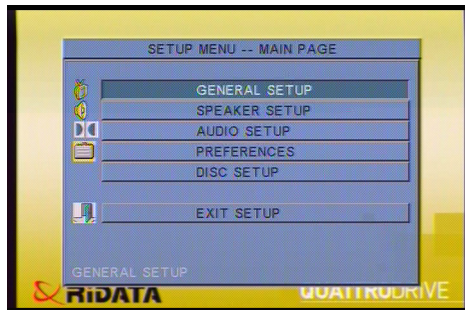 SETUP MENU -- MAIN PAGE
GENERAL SETUP
SPEAKER SETUP
AUDIO SETUP
PREFERENCES
DISC SETUP
EXIT SETUP
GENERAL SETUP
RiDATA
QUATTRODRIVE